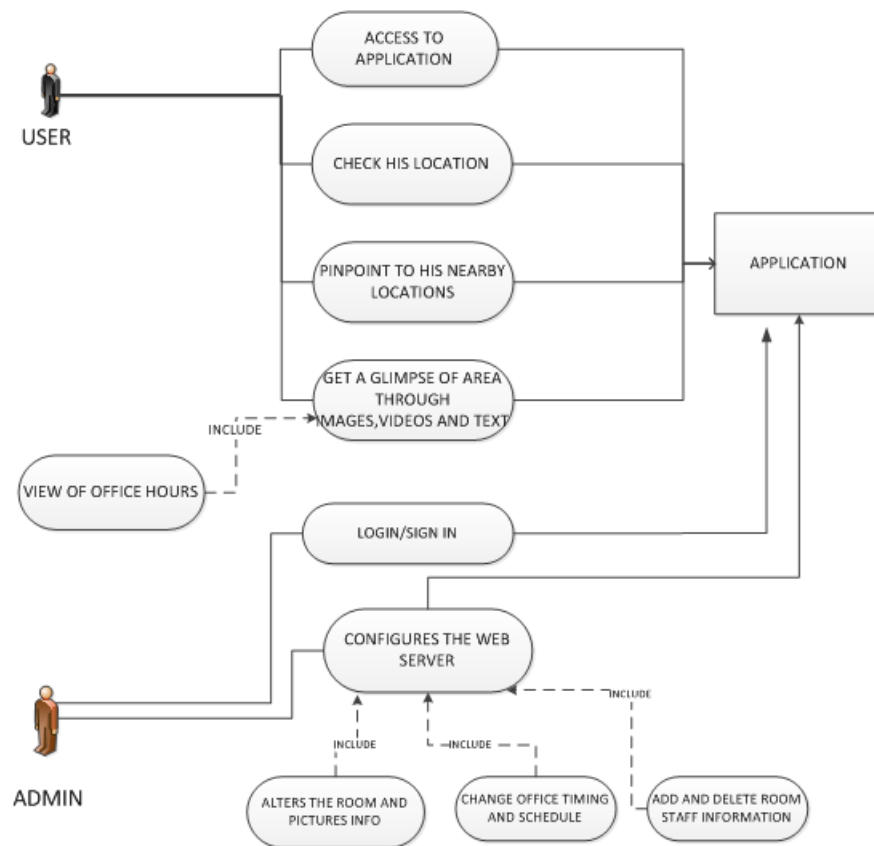 ACCESS TO
APPLICATION
USER
CHECK HIS LOCATION
PINPOINT TO HIS NEARBY
LOCATIONS
APPLICATION
GET A GLIMPSE OF AREA
THROUGH
IMAGES,VIDEOS AND TEXT
INCLUDE
VIEW OF OFFICE HOURS
LOGIN/SIGN IN
CONFIGURES THE WEB
SERVER
INCLUDE
ADMIN
INCLUDE
INCLUDE
ALTERS THE ROOM AND
PICTURES INFO
CHANGE OFFICE TIMING
AND SCHEDULE
ADD AND DELETE ROOM
STAFF INFORMATION